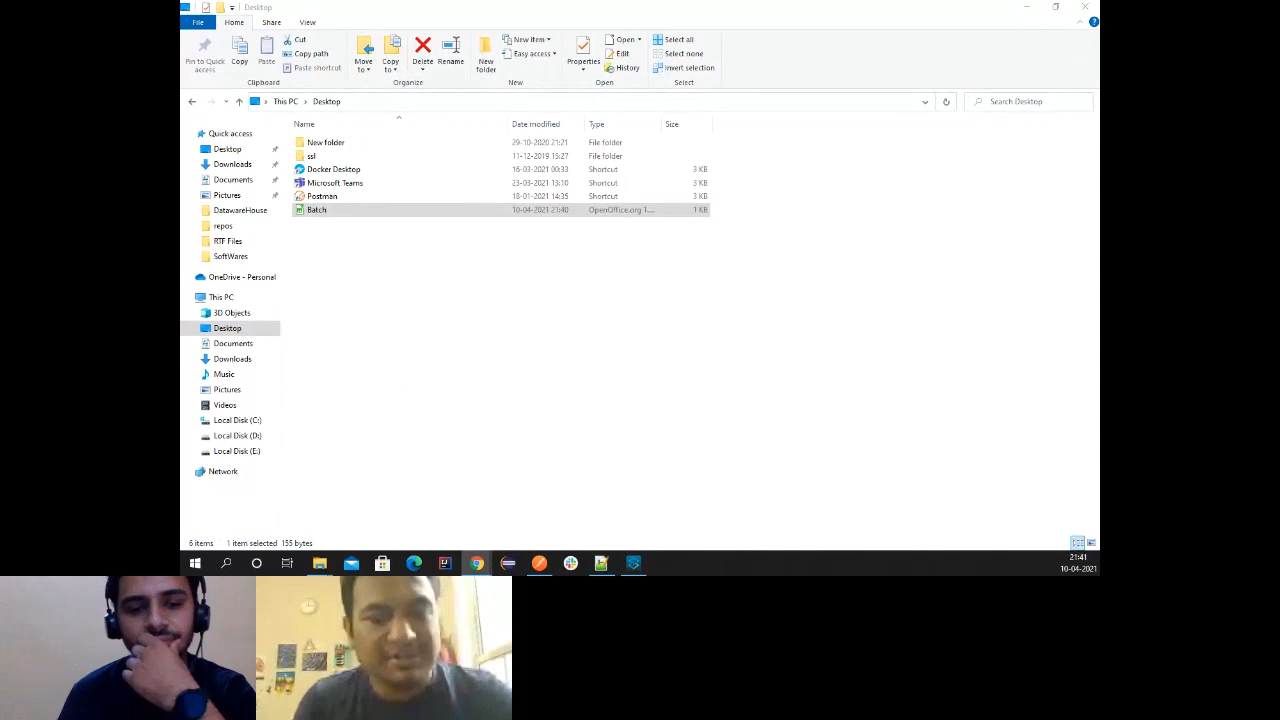 Desktop
File Home Share View
Pin to Quick access
Copy
Paste
Cut
Copy path
Paste shortcut
Clipboard
Move to
Copy to
Delete
Rename
Organize
New folder
New item
Easy access
New
Properties
Open
Edit
History
Open
Select all
Select none
Invert selection
Select
This PC > Desktop
Search Desktop
Name Date modified Type Size
New folder 29-10-2020 21:21 File folder
ssl 11-12-2019 15:27 File folder
Docker Desktop 16-03-2021 00:33 Shortcut 3 KB
Microsoft Teams 23-03-2021 13:10 Shortcut 3 KB
Postman 18-01-2021 14:35 Shortcut 3 KB
Batch 10-04-2021 21:40 OpenOffice.org 1.... 1 KB
Quick access
Desktop
Downloads
Documents
Pictures
DatawareHouse
repos
RTF Files
SoftWares
OneDrive - Personal
This PC
3D Objects
Desktop
Documents
Downloads
Music
Pictures
Videos
Local Disk (C:)
Local Disk (D:)
Local Disk (E:)
Network
6 items 1 item selected 155 bytes
21:41
10-04-2021